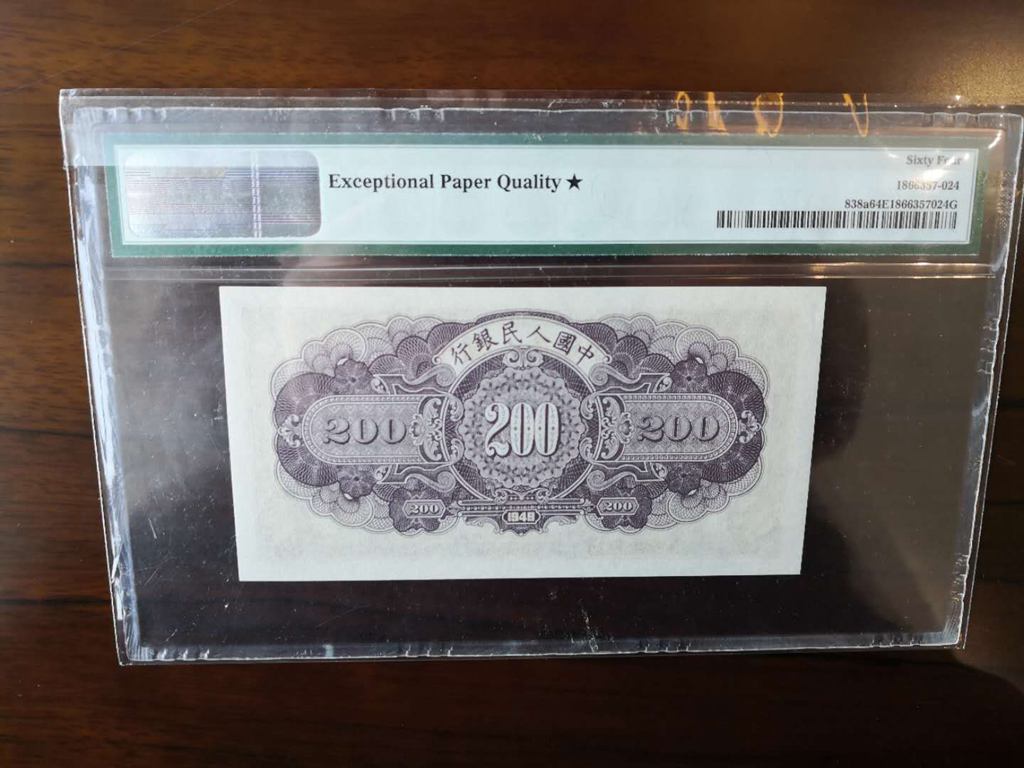 Sixty Four
Exceptional Paper Quality ★
1866357-024
838a64E1866357024G
行銀民人國中
200 200 200
200 200
1949